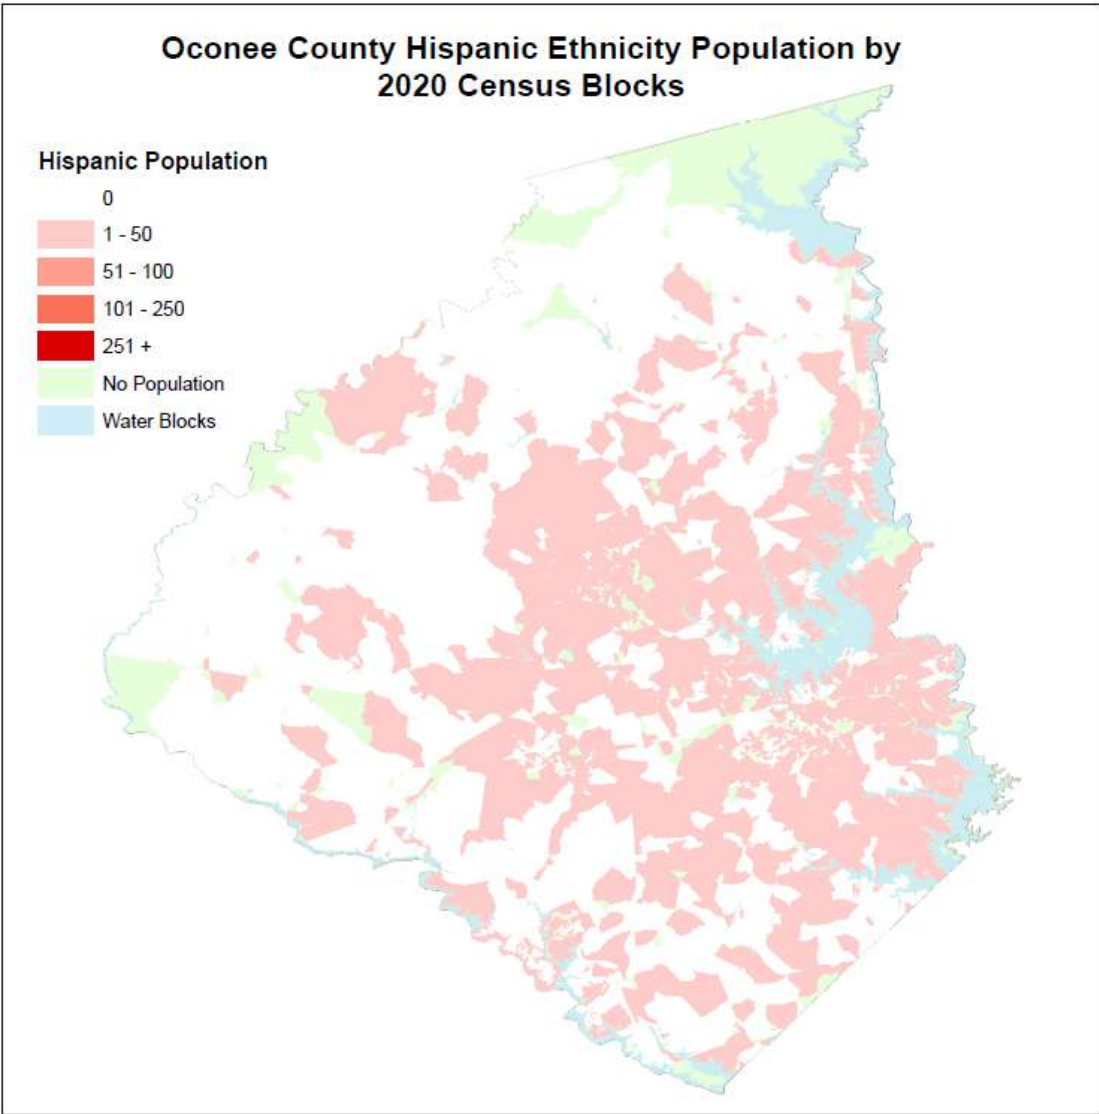 Oconee County Hispanic Ethnicity Population by
2020 Census Blocks
Hispanic Population
0
1 - 50
51 - 100
101 - 250
251 +
No Population
Water Blocks